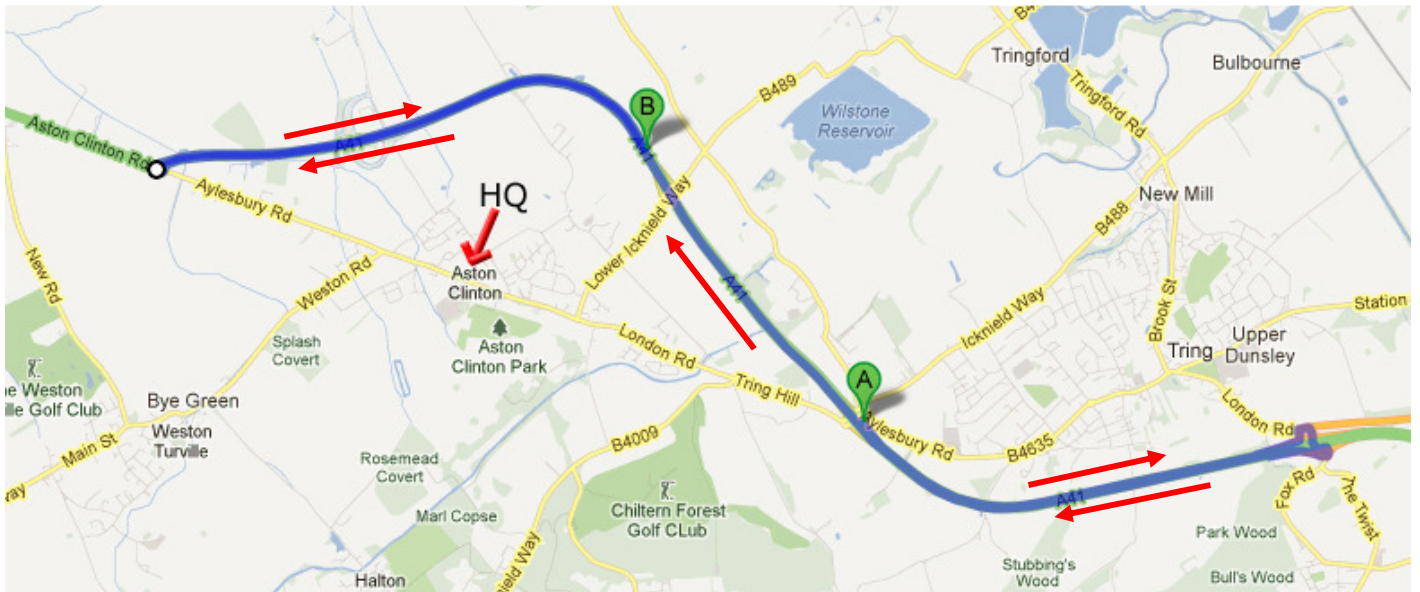 Tringford
Bulbourne
B489
Wilstone
Reservoir
Tringford Rd
B
A41
Aston Clinton Rd
A41
HQ
Aylesbury Rd
New Mill
B488
Lower Icknield Way
New Rd
Weston Rd
Aston
Clinton
A41
Icknield Way
Brook St
Station
Splash
Covert
Aston
Clinton Park
London Rd
Upper
Dunsley
Tring
Tring Hill
A
Aylesbury Rd
London Rd
Weston
Golf Club
Bye Green
Weston
Turville
Main St
B4009
B4635
Rosemead
Covert
Chiltern Forest
Golf CLub
A41
Fox Rd
The Twist
Marl Copse
Park Wood
Stubbing's
Wood
Bull's Wood
Halton